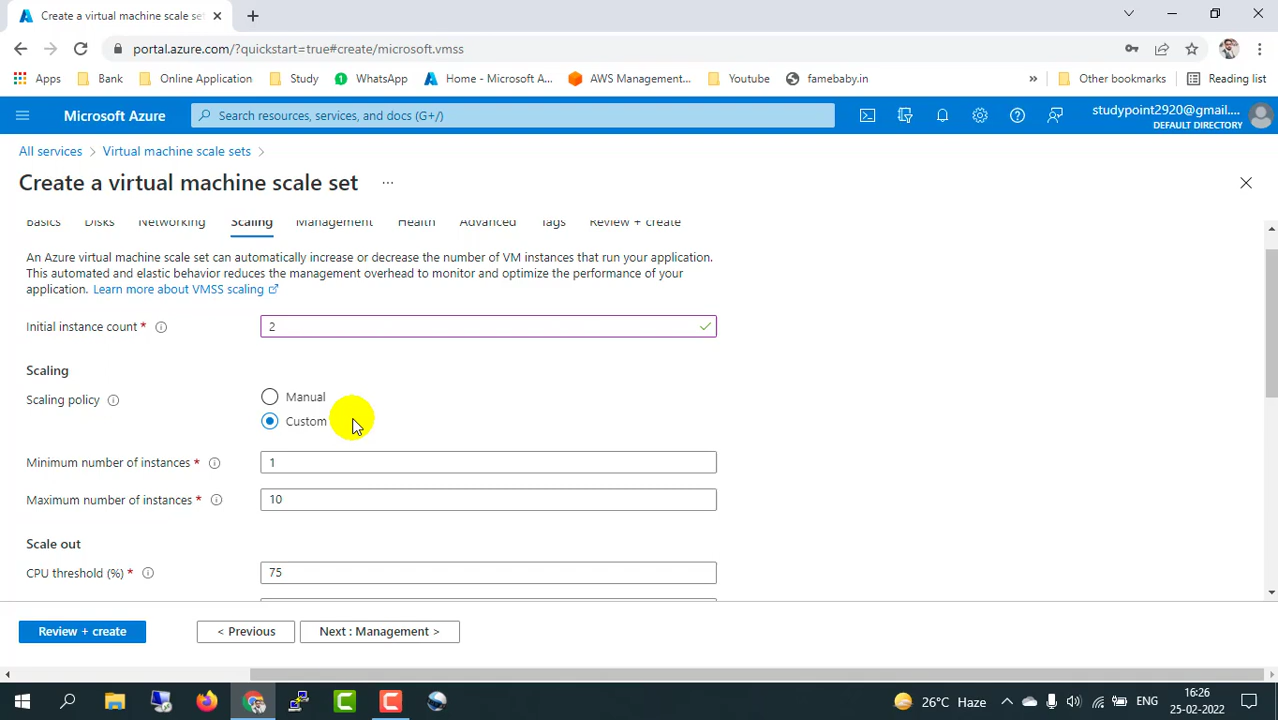 Create a virtual machine scale se
portal.azure.com/?quickstart=true#create/microsoft.vmss
Apps Bank Online Application Study WhatsApp Home - Microsoft A... AWS Management... Youtube famebaby.in » Other bookmarks Reading list
Microsoft Azure
Search resources, services, and docs (G+/)
studypoint2920@gmail....
DEFAULT DIRECTORY
All services > Virtual machine scale sets >
Create a virtual machine scale set ...
Basics Disks Networking Scaling Management Health Advanced Tags Review + create
An Azure virtual machine scale set can automatically increase or decrease the number of VM instances that run your application.
This automated and elastic behavior reduces the management overhead to monitor and optimize the performance of your
application. Learn more about VMSS scaling
Initial instance count * 2
Scaling
Scaling policy Manual
Custom
Minimum number of instances * 1
Maximum number of instances * 10
Scale out
CPU threshold (%) * 75
Review + create < Previous Next : Management >
26°C Haze ENG 16:26
25-02-2022